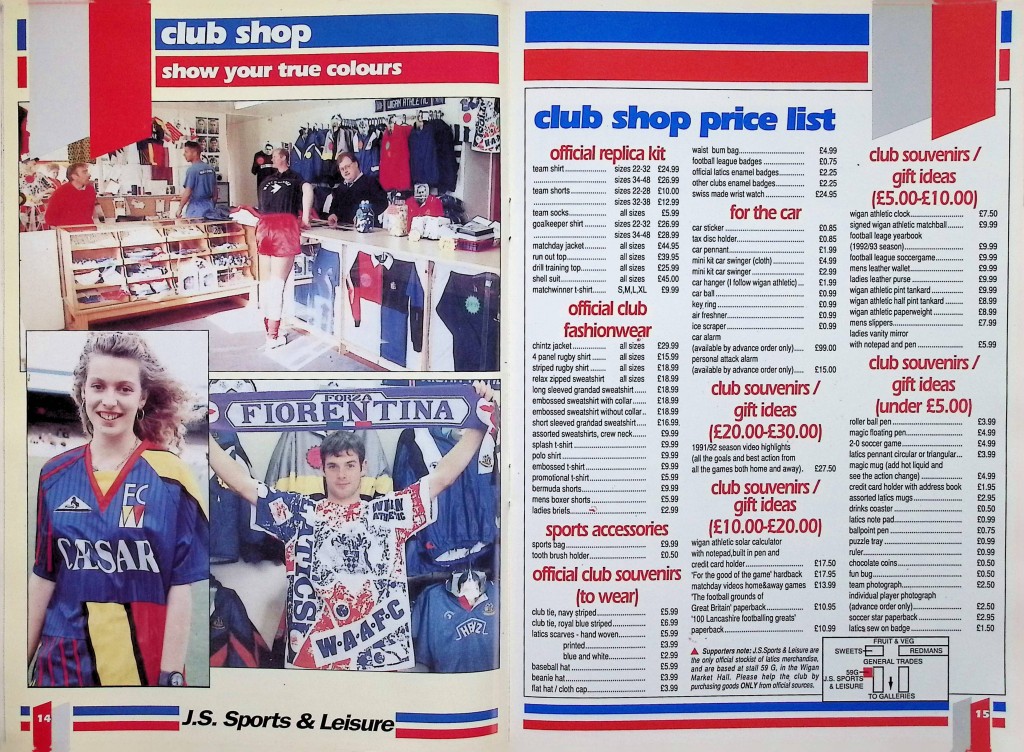 club shop
show your true colours
WIGAN ATHLETIC
FC
CÆSAR
FORZA
FIORENTINA
WIGAN
ATHLETIC
W·A·A·F·C
14
J.S. Sports & Leisure
club shop price list
official replica kit
team shirt.............. sizes 22-32 £24.99
.............. sizes 34-48 £26.99
team shorts.............. sizes 22-28 £10.00
.............. sizes 32-38 £12.99
team socks.............. all sizes £5.99
goalkeeper shirt.............. sizes 22-32 £26.99
.............. sizes 34-48 £28.99
matchday jacket.............. all sizes £44.95
run out top.............. all sizes £39.95
drill training top.............. all sizes £25.99
shell suit.............. all sizes £45.00
matchwinner t-shirt....... S,M,L,XL £9.99
official club
fashionwear
chintz jacket.............. all sizes £29.99
4 panel rugby shirt....... all sizes £15.99
striped rugby shirt....... all sizes £18.99
relax zipped sweatshirt all sizes £18.99
long sleeved grandad sweatshirt...... £18.99
embossed sweatshirt with collar...... £18.99
embossed sweatshirt without collar.. £18.99
short sleeved grandad sweatshirt...... £16.99
assorted sweatshirts, crew neck....... £9.99
splash t-shirt.............. £9.99
polo shirt.............. £9.99
embossed t-shirt.............. £9.99
promotional t-shirt.............. £5.99
bermuda shorts.............. £9.99
mens boxer shorts.............. £5.99
ladies briels.............. £2.99
sports accessories
sports bag.............. £9.99
tooth brush holder.............. £0.50
official club souvenirs
(to wear)
club tie, navy striped.............. £5.99
club tie, royal blue striped.............. £6.99
latics scarves - hand woven.............. £5.99
printed.............. £3.99
blue and white.............. £2.99
baseball hat.............. £5.99
beanie hat.............. £3.99
flat hat / cloth cap.............. £3.99
waist bum bag.............. £4.99
football league badges.............. £0.75
official latics enamel badges.............. £2.25
other clubs enamel badges.............. £2.25
swiss made wrist watch.............. £24.95
for the car
car sticker.............. £0.85
tax disc holder.............. £0.85
car pennant.............. £1.99
mini kit car swinger (cloth).............. £4.99
mini kit car swinger.............. £2.99
car hanger (I follow wigan athletic)... £1.99
car ball.............. £0.99
key ring.............. £0.99
air freshner.............. £0.99
ice scraper.............. £0.99
car alarm
(available by advance order only)..... £99.00
personal attack alarm
(available by advance order only)..... £15.00
club souvenirs /
gift ideas
(£20.00-£30.00)
1991/92 season video highlights
(all the goals and best action from
all the games both home and away). £27.50
club souvenirs /
gift ideas
(£10.00-£20.00)
wigan athletic solar calculator
with notepad,built in pen and
credit card holder.............. £17.50
'For the good of the game' hardback £17.95
matchday videos home&away games £13.99
'The football grounds of
Great Britain' paperback.............. £10.95
'100 Lancashire footballing greats'
paperback.............. £10.99
Supporters note: J.S.Sports & Leisure are
the only official stockist of latics merchandise,
and are based at stall 59 G, in the Wigan
Market Hall. Please help the club by
purchasing goods ONLY from official sources.
club souvenirs /
gift ideas
(£5.00-£10.00)
wigan athletic clock.............. £7.50
signed wigan athletic matchball....... £9.99
football leage yearbook
(1992/93 season).............. £9.99
football league soccergame.............. £9.99
mens leather wallet.............. £9.99
ladies leather purse.............. £9.99
wigan athletic pint tankard.............. £9.99
wigan athletic half pint tankard....... £8.99
wigan athletic paperweight.............. £8.99
mens slippers.............. £7.99
ladies vanity mirror
with notepad and pen.............. £5.99
club souvenirs /
gift ideas
(under £5.00)
roller ball pen.............. £3.99
magic floating pen.............. £4.99
2-0 soccer game.............. £4.99
latics pennant circular or triangular... £3.99
magic mug (add hot liquid and
see the action change).............. £4.99
credit card holder with address book £1.95
assorted latics mugs.............. £2.95
drinks coaster.............. £0.50
latics note pad.............. £0.99
ballpoint pen.............. £0.75
puzzle tray.............. £0.99
ruler.............. £0.99
chocolate coins.............. £0.50
fun bug.............. £0.50
team photograph.............. £2.50
individual player photograph
(advance order only).............. £2.50
soccer star paperback.............. £2.95
latics sew on badge.............. £1.50
FRUIT & VEG
SWEETS
REDMANS
GENERAL TRADES
59G
J.S. SPORTS
& LEISURE
TO GALLERIES
15